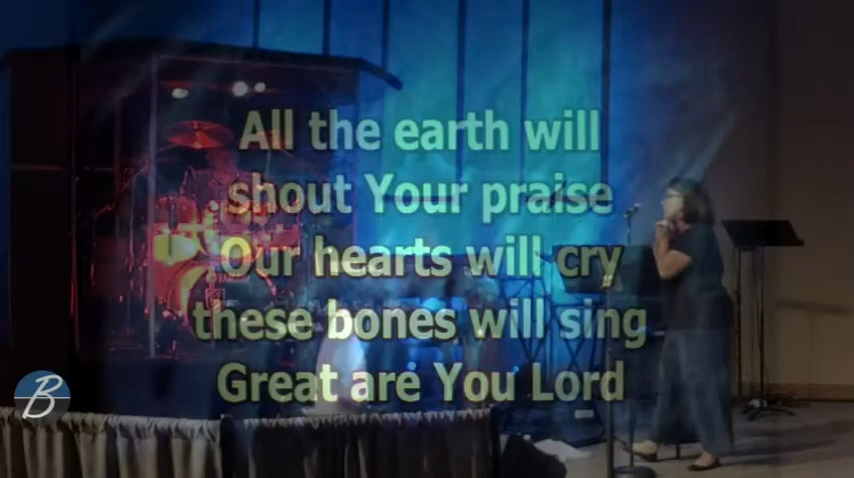 All the earth will
shout Your praise
Our hearts will cry
these bones will sing
Great are You Lord
B